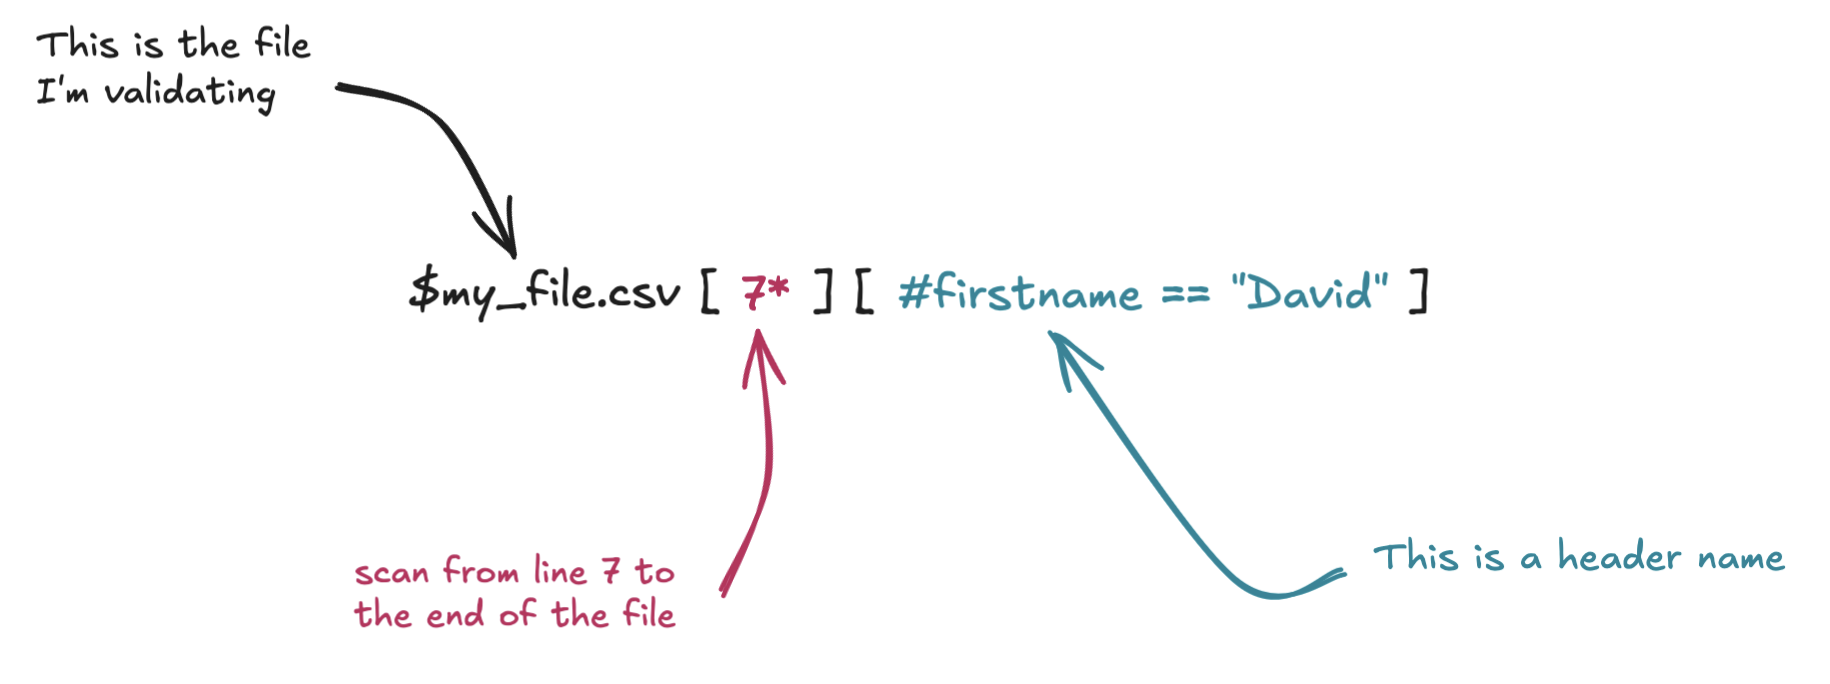 This is the file
I'm validating
$my_file.csv [ 7* ] [ #firstname == "David" ]
scan from line 7 to
the end of the file
This is a header name